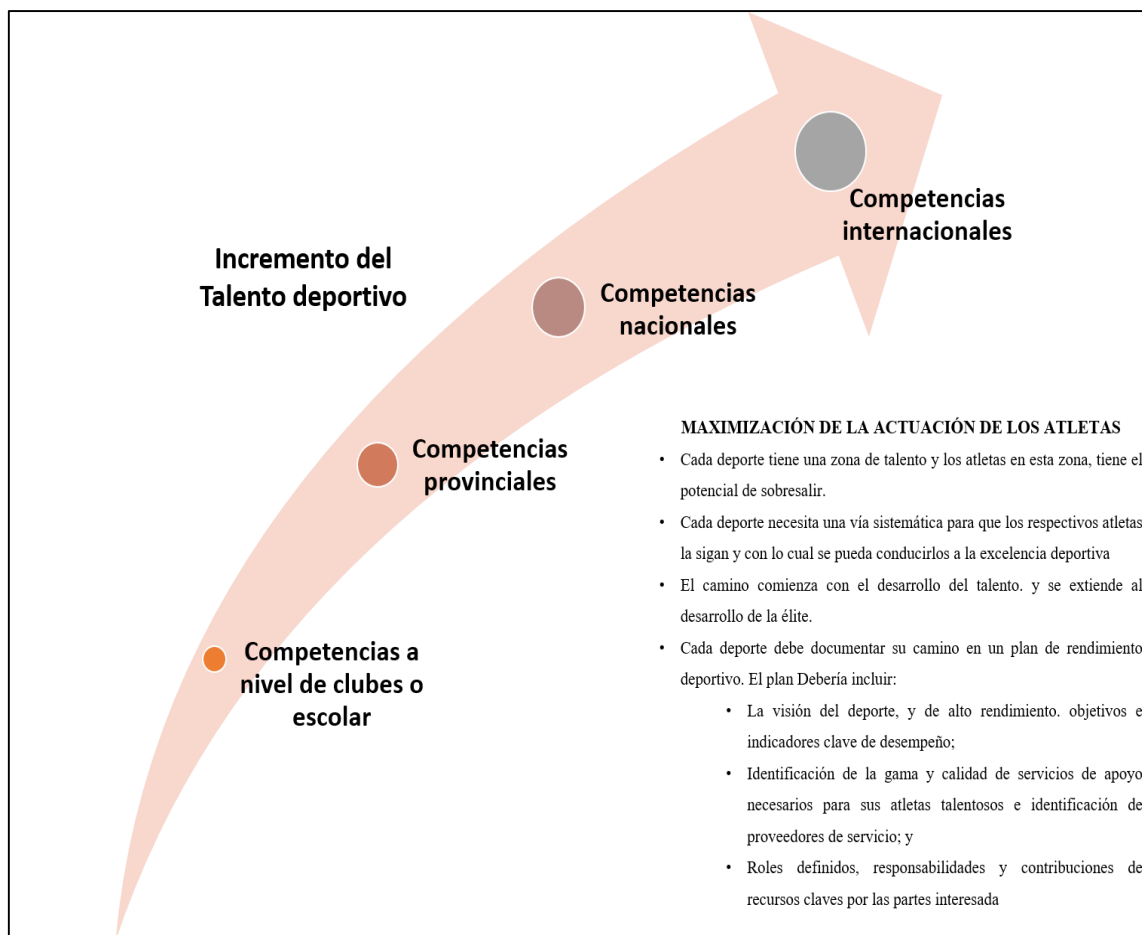 Incremento del
Talento deportivo
Competencias
internacionales
Competencias
nacionales
Competencias
provinciales
Competencias a
nivel de clubes o
escolar
MAXIMIZACIÓN DE LA ACTUACIÓN DE LOS ATLETAS
• Cada deporte tiene una zona de talento y los atletas en esta zona, tiene el
potencial de sobresalir.
• Cada deporte necesita una vía sistemática para que los respectivos atletas
la sigan y con lo cual se pueda conducirlos a la excelencia deportiva
• El camino comienza con el desarrollo del talento. y se extiende al
desarrollo de la élite.
• Cada deporte debe documentar su camino en un plan de rendimiento
deportivo. El plan Debería incluir:
• La visión del deporte, y de alto rendimiento. objetivos e
indicadores clave de desempeño;
• Identificación de la gama y calidad de servicios de apoyo
necesarios para sus atletas talentosos e identificación de
proveedores de servicio; y
• Roles definidos, responsabilidades y contribuciones de
recursos claves por las partes interesada